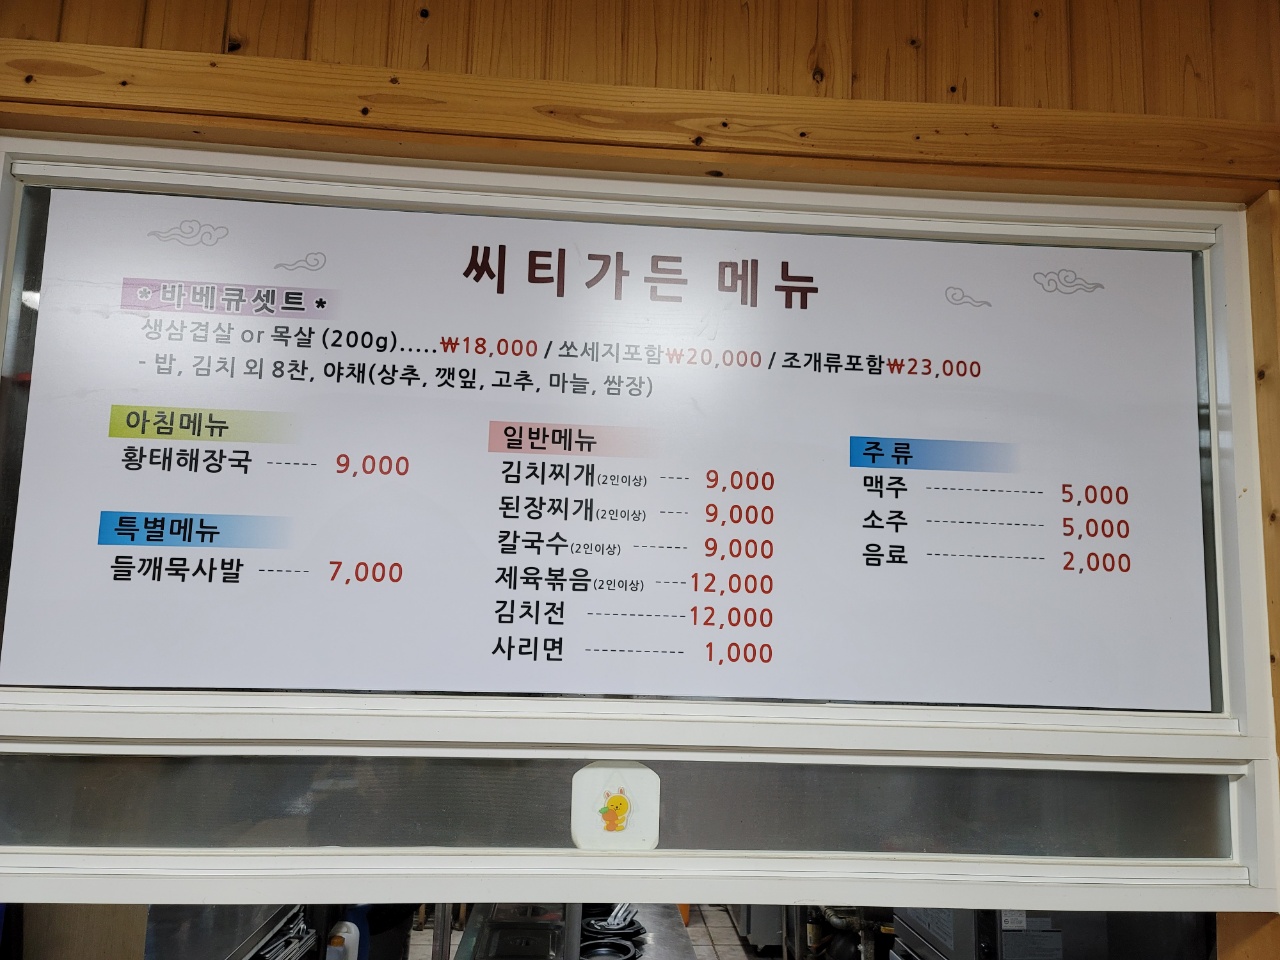 씨티가든 메뉴
*바베큐셋트*
생삼겹살 or 목살 (200g).....₩18,000 / 쏘세지포함₩20,000 / 조개류포함₩23,000
- 밥, 김치 외 8찬, 야채(상추, 깻잎, 고추, 마늘, 쌈장)
아침메뉴
황태해장국 ------ 9,000
특별메뉴
들깨묵사발 ------ 7,000
일반메뉴
김치찌개(2인이상) ---- 9,000
된장찌개(2인이상) ---- 9,000
칼국수(2인이상) ------- 9,000
제육볶음(2인이상) ----12,000
김치전 ------------12,000
사리면 ------------ 1,000
주류
맥주 -------------- 5,000
소주 -------------- 5,000
음료 -------------- 2,000